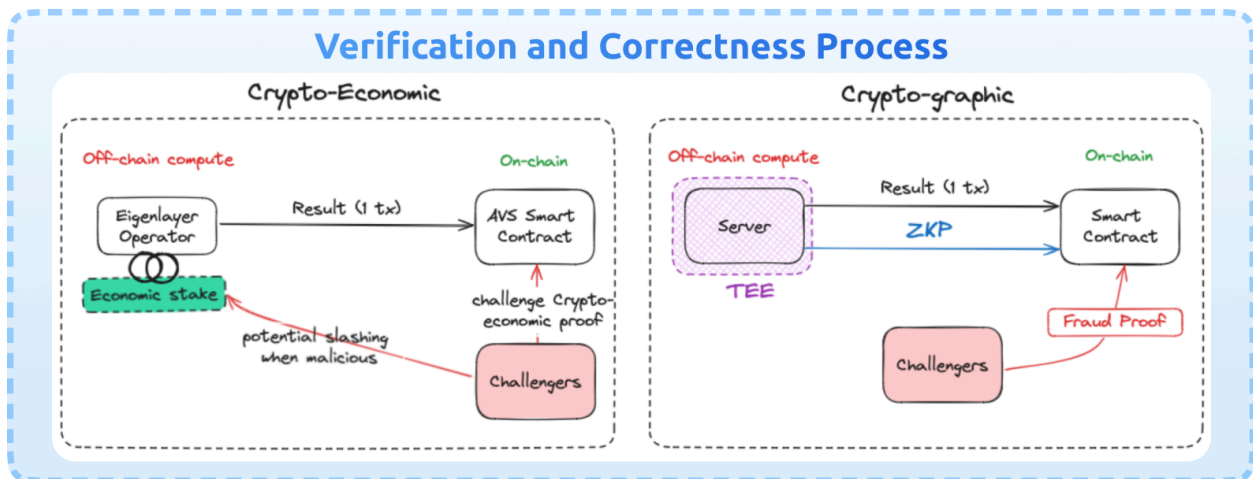 Verification and Correctness Process
Crypto-Economic
Off-chain compute
On-chain
Eigenlayer
Operator
Result (1 tx)
AVS Smart
Contract
Economic stake
challenge Crypto-
economic proof
potential slashing
when malicious
Challengers
Crypto-graphic
Off-chain compute
On-chain
Server
Result (1 tx)
ZKP
Smart
Contract
TEE
Fraud Proof
Challengers